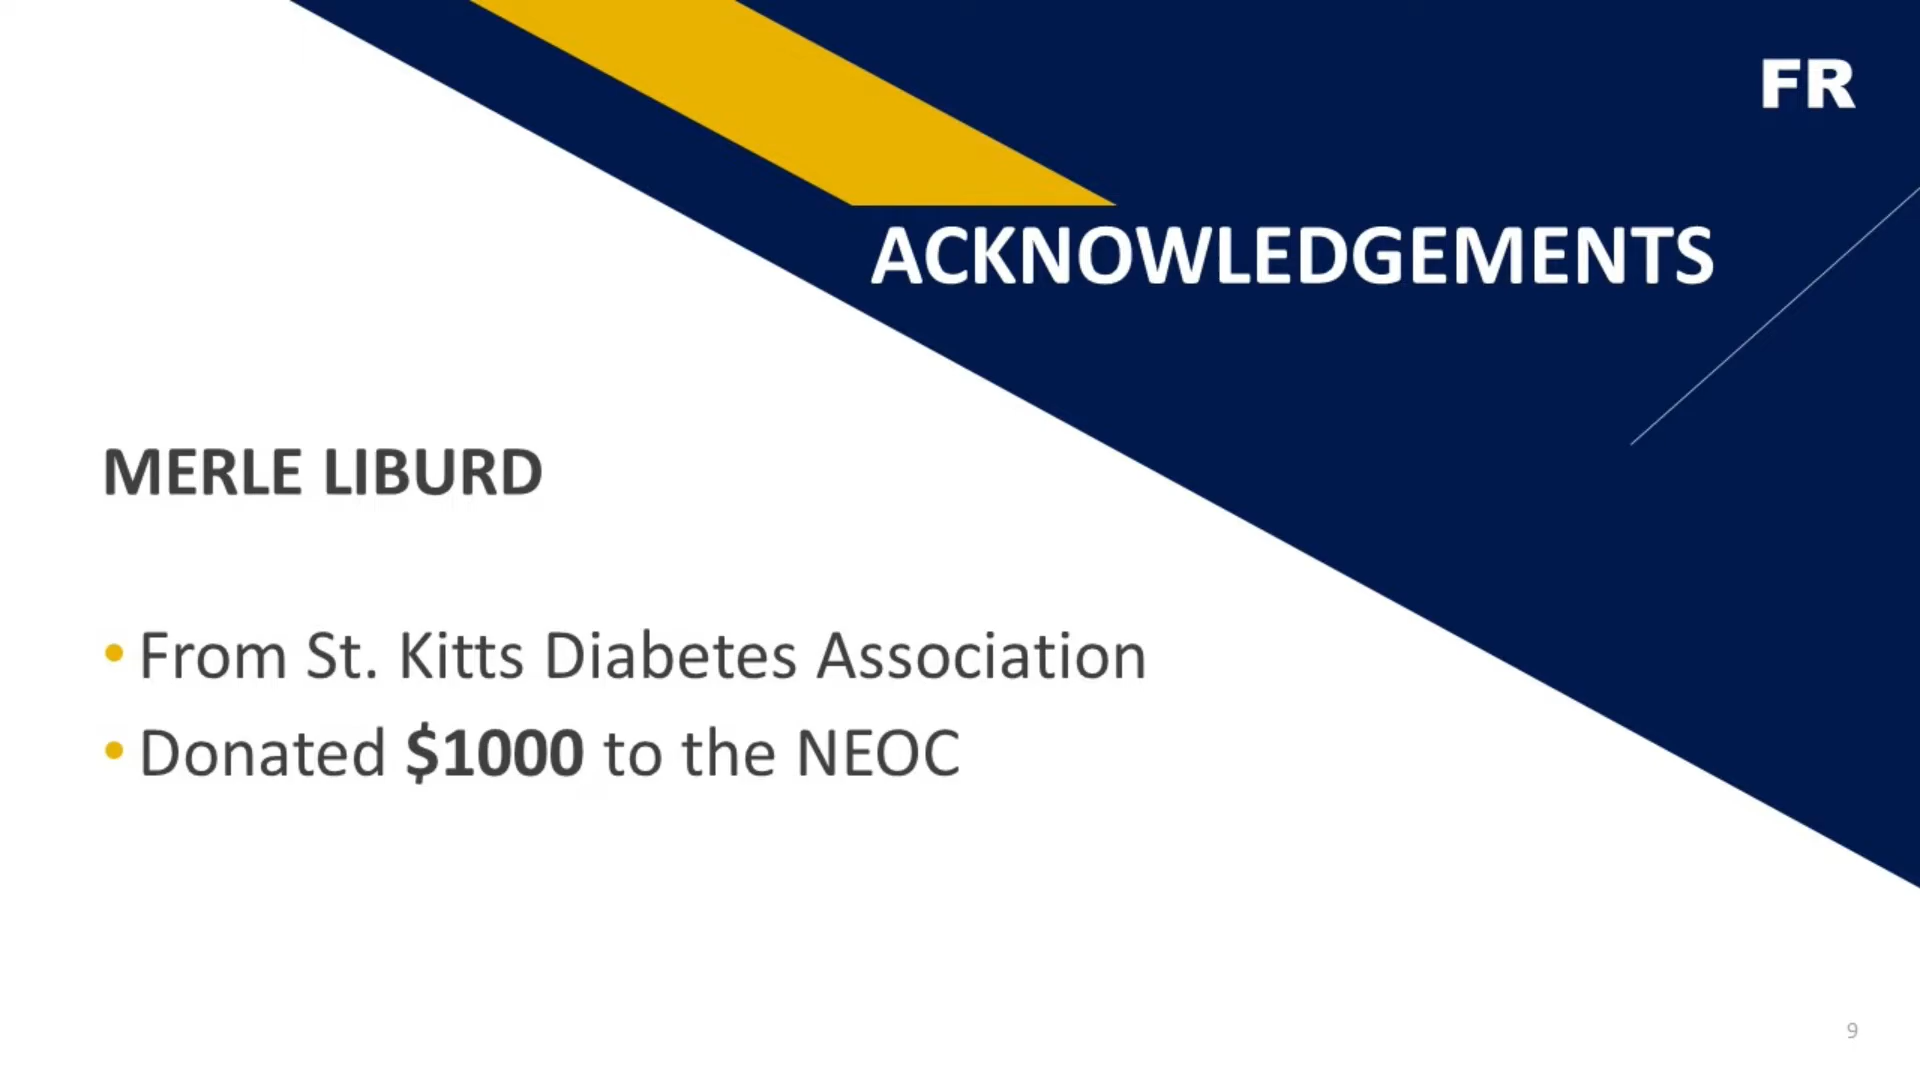 FR
ACKNOWLEDGEMENTS
MERLE LIBURD
• From St. Kitts Diabetes Association
• Donated $1000 to the NEOC
9